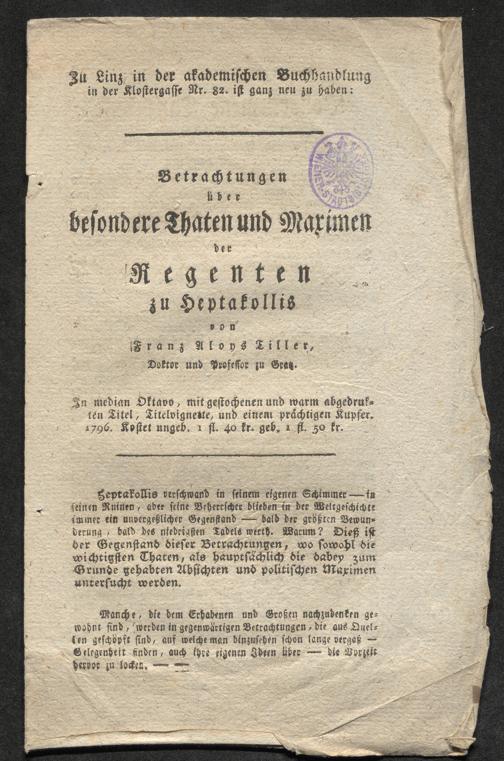 Zu Linz in der akademischen Buchhandlung
in der Klostergasse Nr. 82. ist ganz neu zu haben:
Betrachtungen
über
besondere Thaten und Maximen
der
Regenten
zu Heptakollis
von
Franz Aloys Tiller,
Doktor und Professor zu Gratz.
In median Oktavo, mit gestochenen und warm abgedruk-
ten Titel, Titelvignette, und einem prächtigen Kupfer.
1796. Kostet ungeb. 1 fl. 40 kr. geb. 1 fl. 50 kr.
Heptakollis verschwand in seinem eigenen Schimmer — in
seinen Ruinen, aber seine Beherrscher blieben in der Weltgeschichte
immer ein unvergeßlicher Gegenstand — bald der größten Bewun-
derung, bald des niedrigsten Tadels werth. Warum? Dieß ist
der Gegenstand dieser Betrachtungen, wo sowohl die
wichtigsten Thaten, als hauptsächlich die dabey zum
Grunde gehabten Absichten und politischen Maximen
untersucht werden.
Manche, die dem Erhabenen und Großen nachzudenken ge-
wohnt sind, werden in gegenwärtigen Betrachtungen, die aus Quel-
len geschöpft sind, auf welche man hinzusehen schon lange vergaß —
Gelegenheit finden, auch ihre eigenen Ideen über — die Vorzeit
hervor zu locken. — —